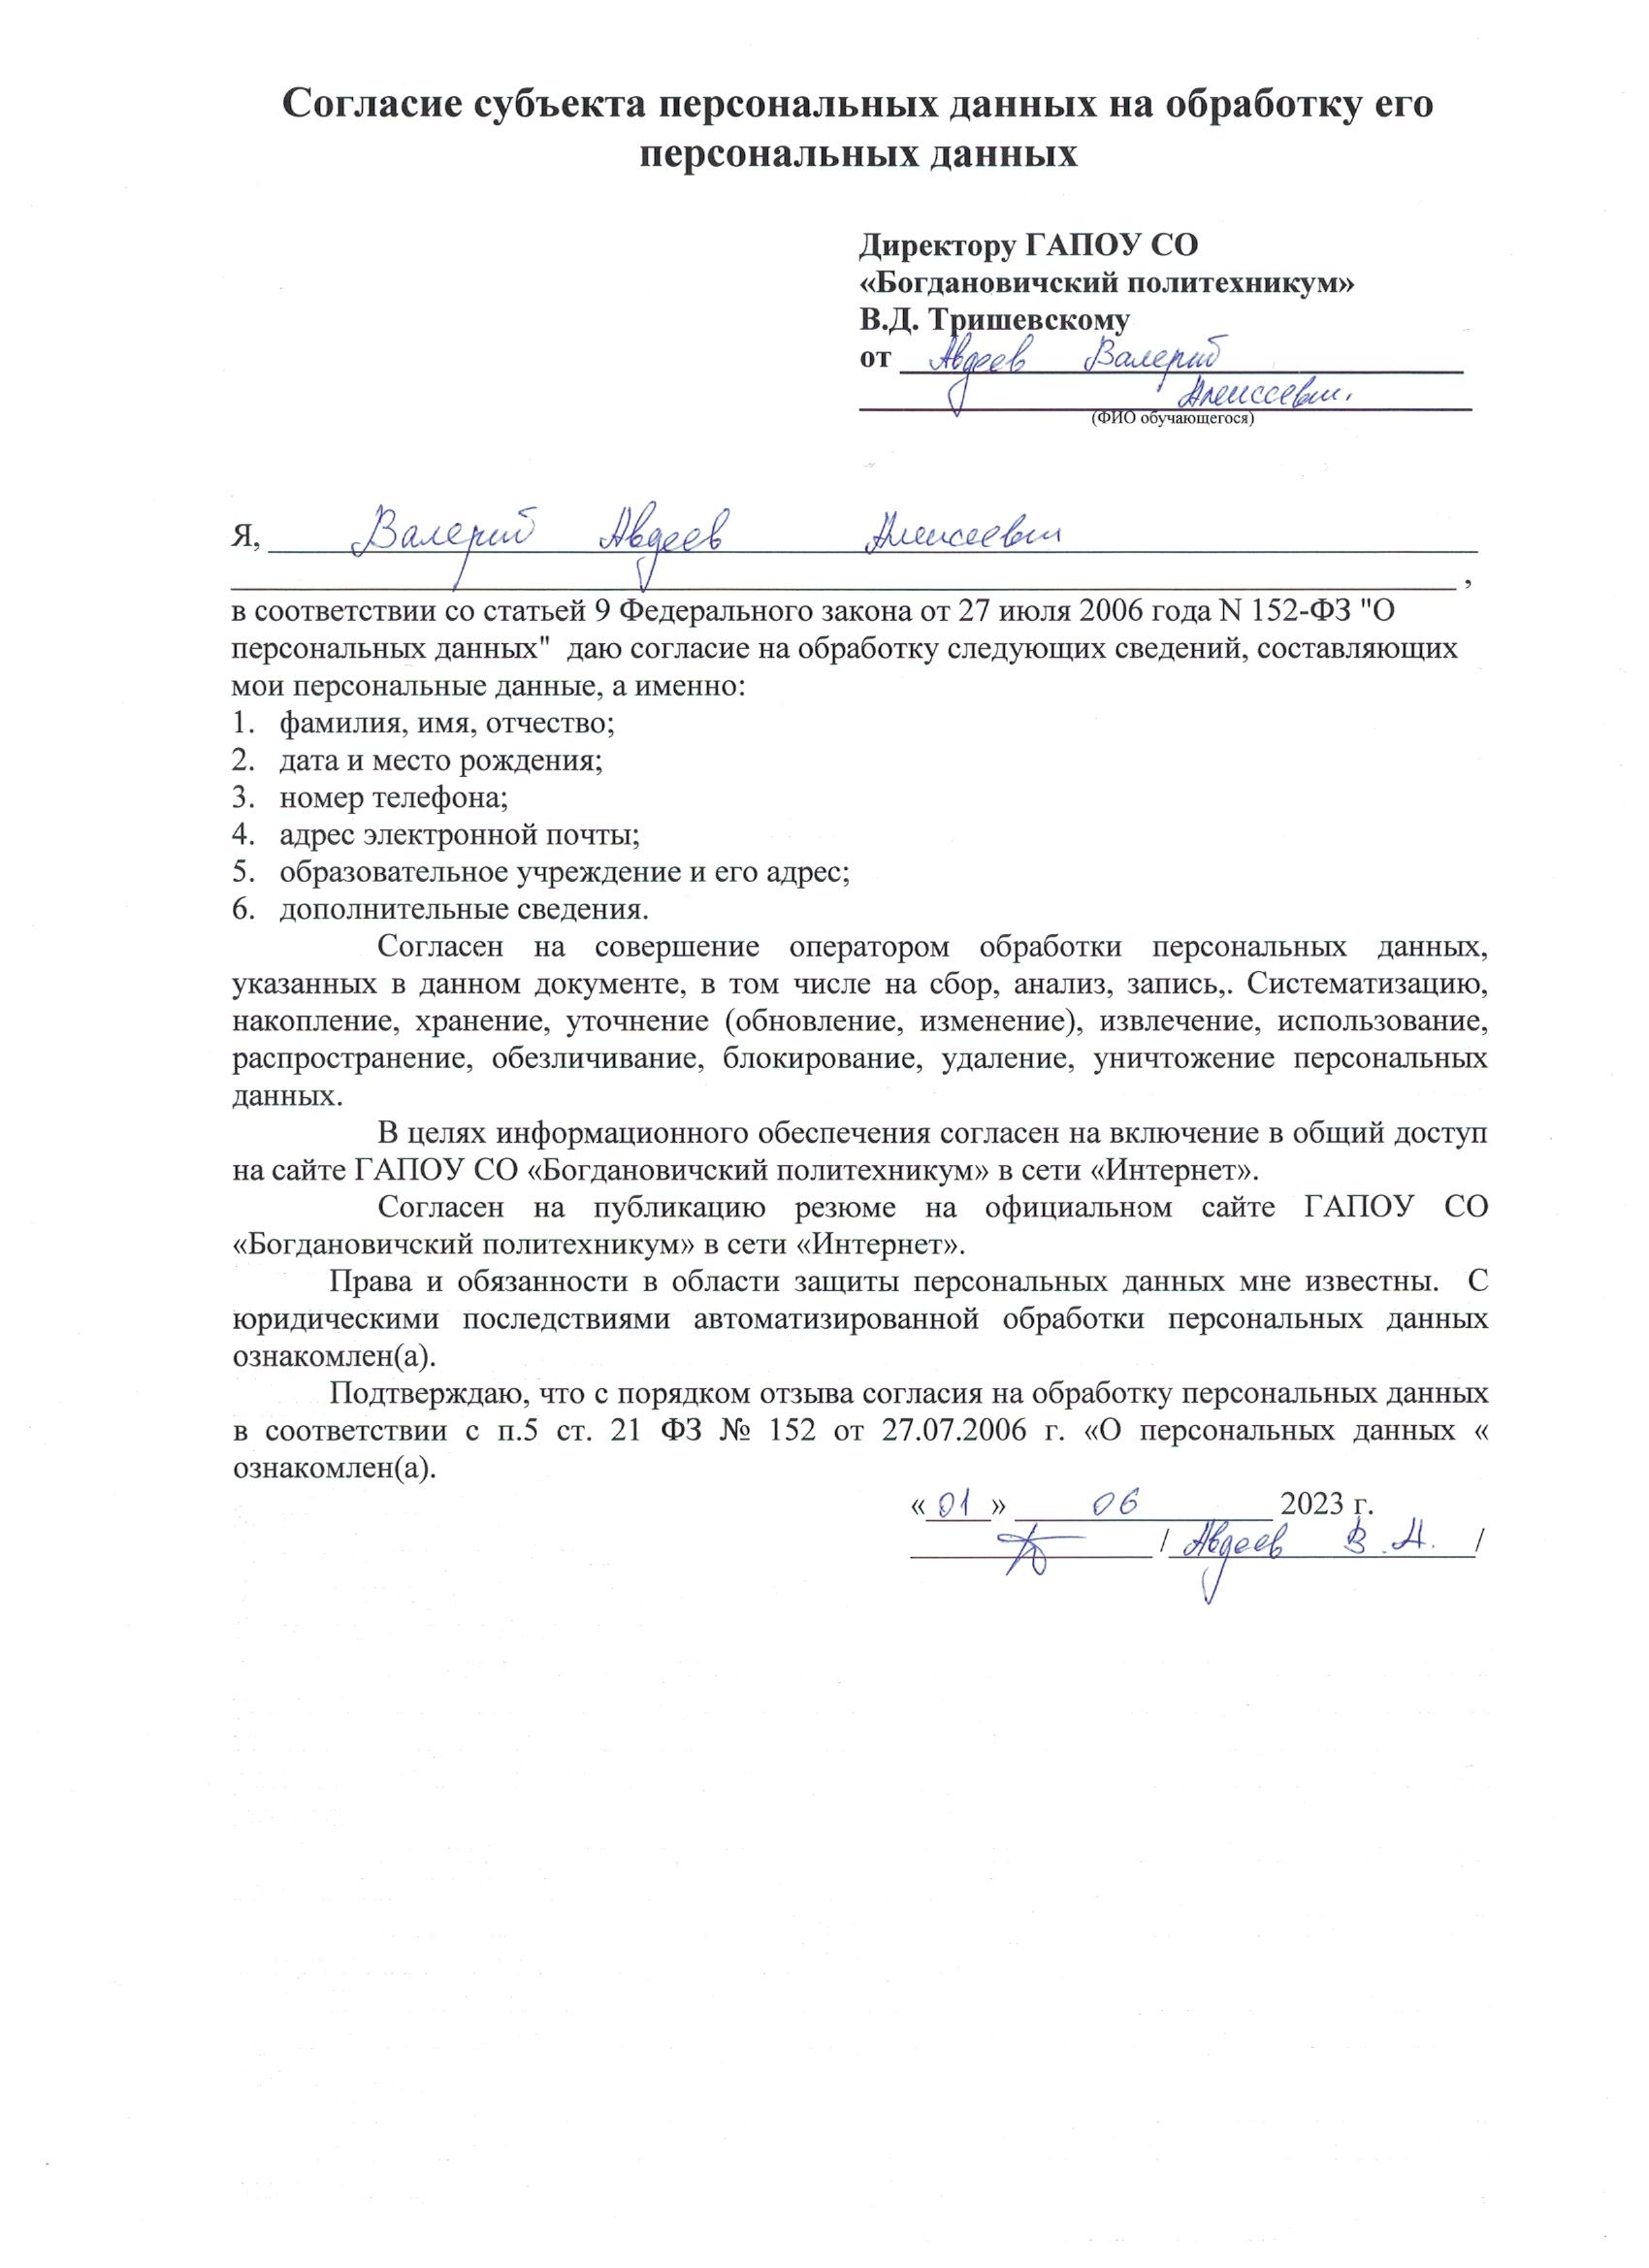 Согласие субъекта персональных данных на обработку его
персональных данных
Директору ГАПОУ СО
«Богдановичский политехникум»
В.Д. Тришевскому
от Авдеев Валерий
Алексеевич.
(ФИО обучающегося)
Я, Валерий Авдеев Алексеевич
,
в соответствии со статьей 9 Федерального закона от 27 июля 2006 года N 152-ФЗ "О
персональных данных" даю согласие на обработку следующих сведений, составляющих
мои персональные данные, а именно:
1. фамилия, имя, отчество;
2. дата и место рождения;
3. номер телефона;
4. адрес электронной почты;
5. образовательное учреждение и его адрес;
6. дополнительные сведения.
Согласен на совершение оператором обработки персональных данных,
указанных в данном документе, в том числе на сбор, анализ, запись,. Систематизацию,
накопление, хранение, уточнение (обновление, изменение), извлечение, использование,
распространение, обезличивание, блокирование, удаление, уничтожение персональных
данных.
В целях информационного обеспечения согласен на включение в общий доступ
на сайте ГАПОУ СО «Богдановичский политехникум» в сети «Интернет».
Согласен на публикацию резюме на официальном сайте ГАПОУ СО
«Богдановичский политехникум» в сети «Интернет».
Права и обязанности в области защиты персональных данных мне известны. С
юридическими последствиями автоматизированной обработки персональных данных
ознакомлен(а).
Подтверждаю, что с порядком отзыва согласия на обработку персональных данных
в соответствии с п.5 ст. 21 ФЗ № 152 от 27.07.2006 г. «О персональных данных «
ознакомлен(а).
«01» 06 2023 г.
/ Авдеев В.А. /